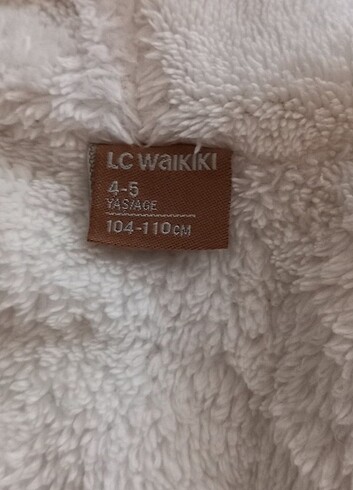 LC WAIKIKI
4-5
YAŞ/AGE
104-110CM